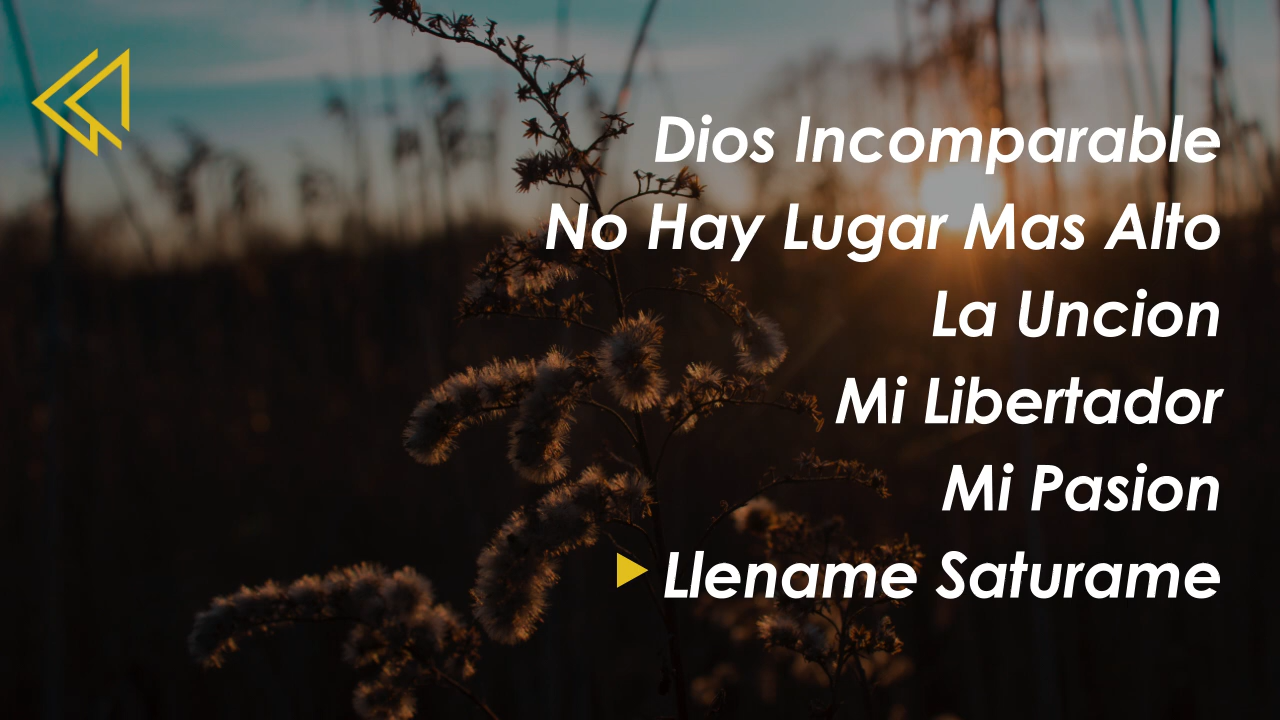 Dios Incomparable
No Hay Lugar Mas Alto
La Uncion
Mi Libertador
Mi Pasion
Llename Saturame